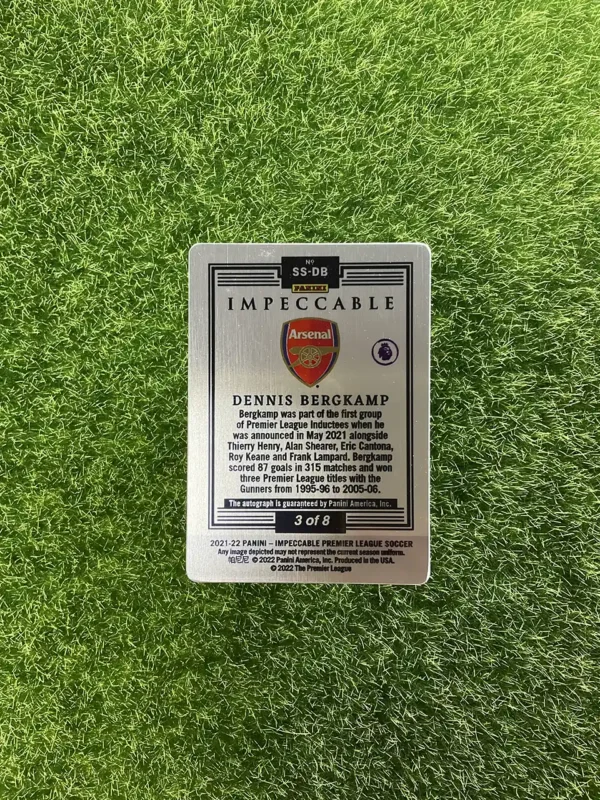 Nº
SS-DB
PANINI
IMPECCABLE
Arsenal
DENNIS BERGKAMP
Bergkamp was part of the first group
of Premier League Inductees when he
was announced in May 2021 alongside
Thierry Henry, Alan Shearer, Eric Cantona,
Roy Keane and Frank Lampard. Bergkamp
scored 87 goals in 315 matches and won
three Premier League titles with the
Gunners from 1995-96 to 2005-06.
The autograph is guaranteed by Panini America, Inc.
3 of 8
2021-22 PANINI – IMPECCABLE PREMIER LEAGUE SOCCER
Any image depicted may not represent the current season uniform.
帕尼尼 © 2022 Panini America, Inc. Produced in the USA.
© 2022 The Premier League